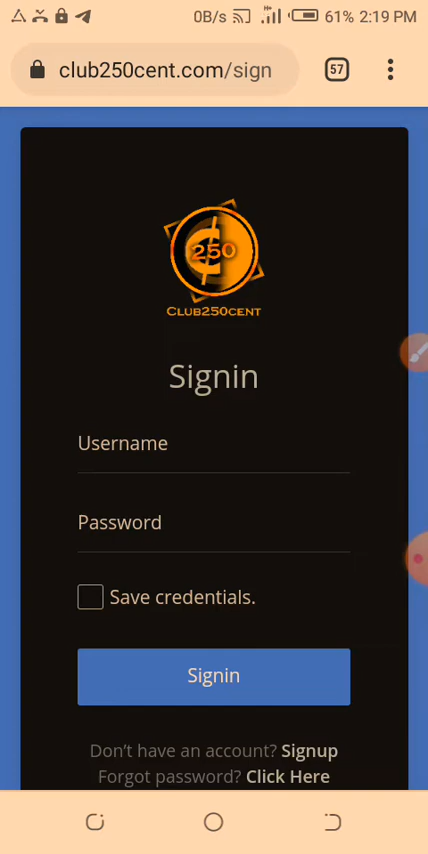 0B/s 61% 2:19 PM
club250cent.com/sign 57
250
CLUB250CENT
Signin
Username
Password
Save credentials.
Signin
Don't have an account? Signup
Forgot password? Click Here